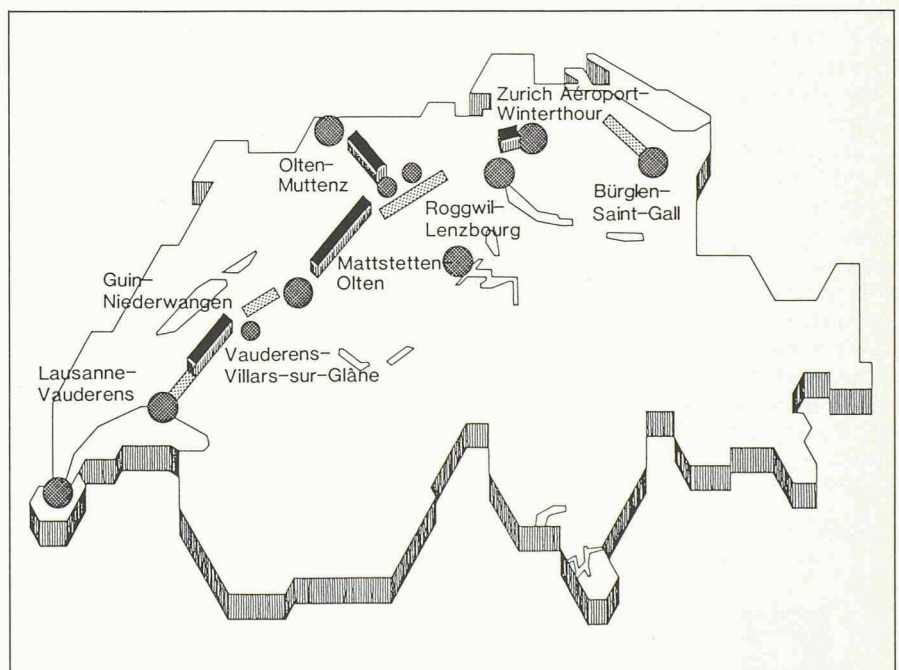 Zurich Aéroport-
Winterthour
Olten-
Muttenz
Bürglen-
Saint-Gall
Roggwil-
Lenzbourg
Mattstetten-
Olten
Guin-
Niederwangen
Vauderens-
Villars-sur-Glâne
Lausanne-
Vauderens